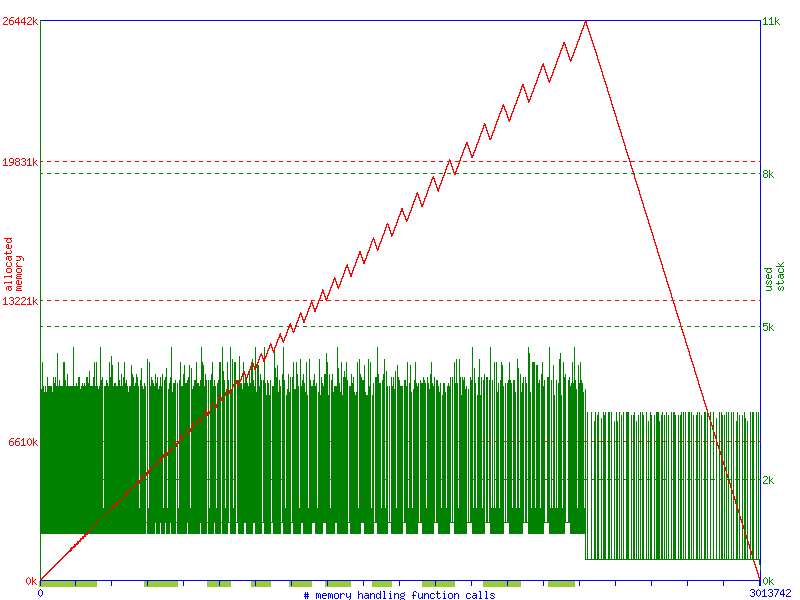 26442k
11k
19831k
8k
allocated
memory
used
stack
13221k
5k
6610k
2k
0k
0k
0
# memory handling function calls
3013742